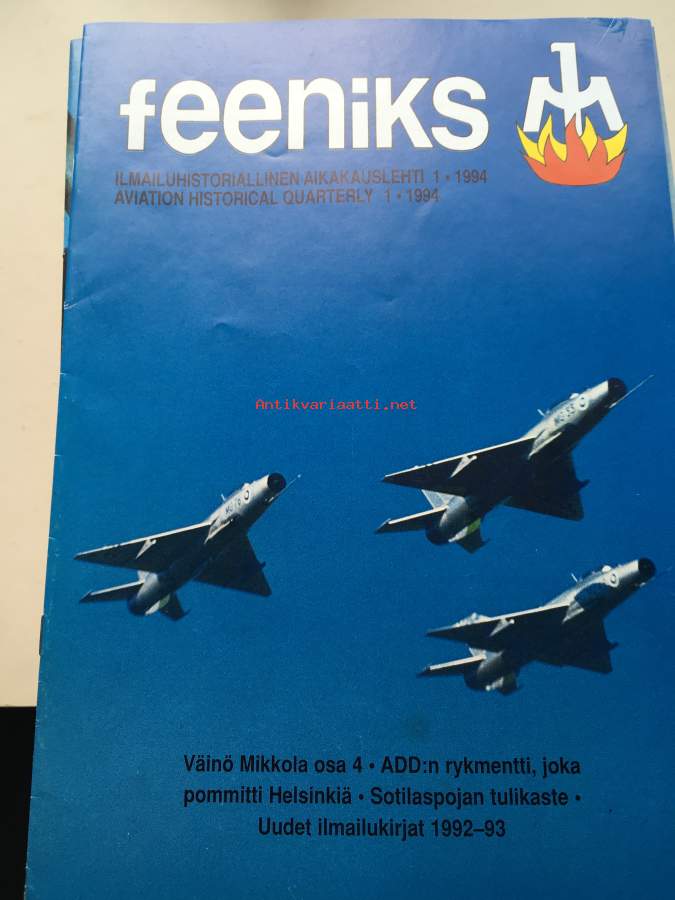 feeniks
ILMAILUHISTORIALLINEN AIKAKAUSLEHTI 1 • 1994
AVIATION HISTORICAL QUARTERLY 1 • 1994
Antikvariaatti.net
Väinö Mikkola osa 4 • ADD:n rykmentti, joka
pommitti Helsinkiä • Sotilaspojan tulikaste •
Uudet ilmailukirjat 1992–93